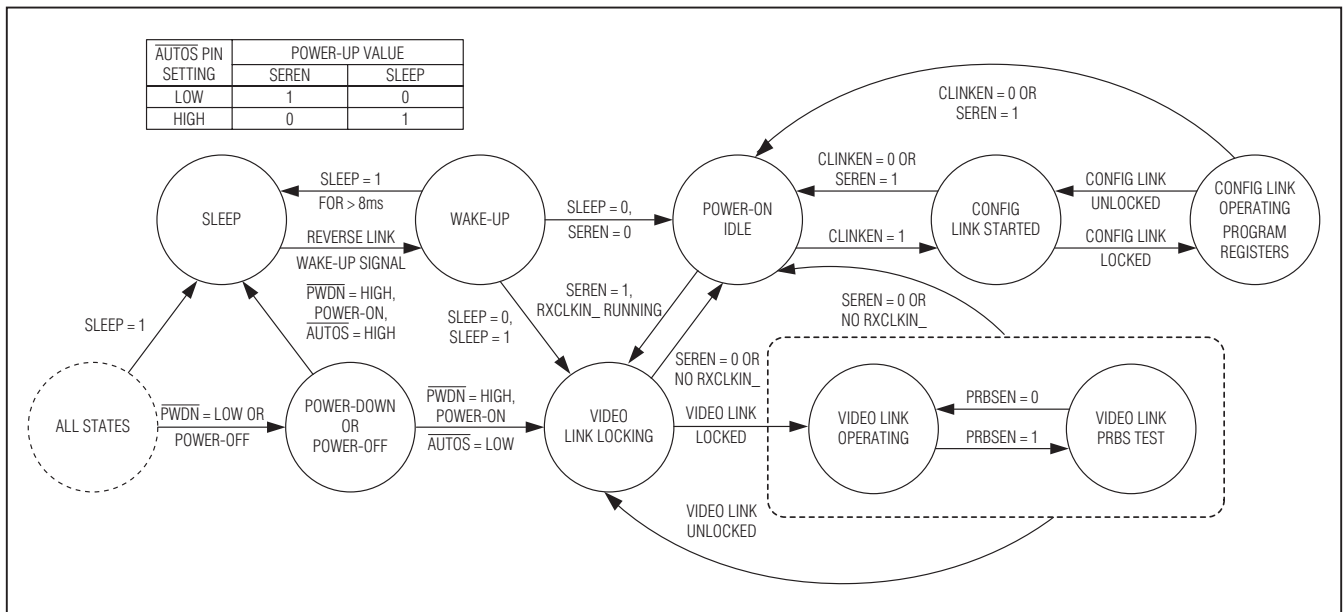 AUTOS PIN
SETTING
POWER-UP VALUE
SEREN
SLEEP
LOW
1
0
HIGH
0
1
CLINKEN = 0 OR
SEREN = 1
SLEEP
SLEEP = 1
FOR > 8ms
REVERSE LINK
WAKE-UP SIGNAL
WAKE-UP
SLEEP = 0,
SEREN = 0
POWER-ON
IDLE
CLINKEN = 0 OR
SEREN = 1
CLINKEN = 1
CONFIG
LINK STARTED
CONFIG LINK
UNLOCKED
CONFIG LINK
LOCKED
CONFIG LINK
OPERATING
PROGRAM
REGISTERS
SLEEP = 1
PWDN = HIGH,
POWER-ON,
AUTOS = HIGH
SLEEP = 0,
SLEEP = 1
SEREN = 1,
RXCLKIN_ RUNNING
SEREN = 0 OR
NO RXCLKIN_
SEREN = 0 OR
NO RXCLKIN_
ALL STATES
PWDN = LOW OR
POWER-OFF
POWER-DOWN
OR
POWER-OFF
PWDN = HIGH,
POWER-ON
AUTOS = LOW
VIDEO
LINK LOCKING
VIDEO LINK
LOCKED
VIDEO LINK
OPERATING
PRBSEN = 0
PRBSEN = 1
VIDEO LINK
PRBS TEST
VIDEO LINK
UNLOCKED